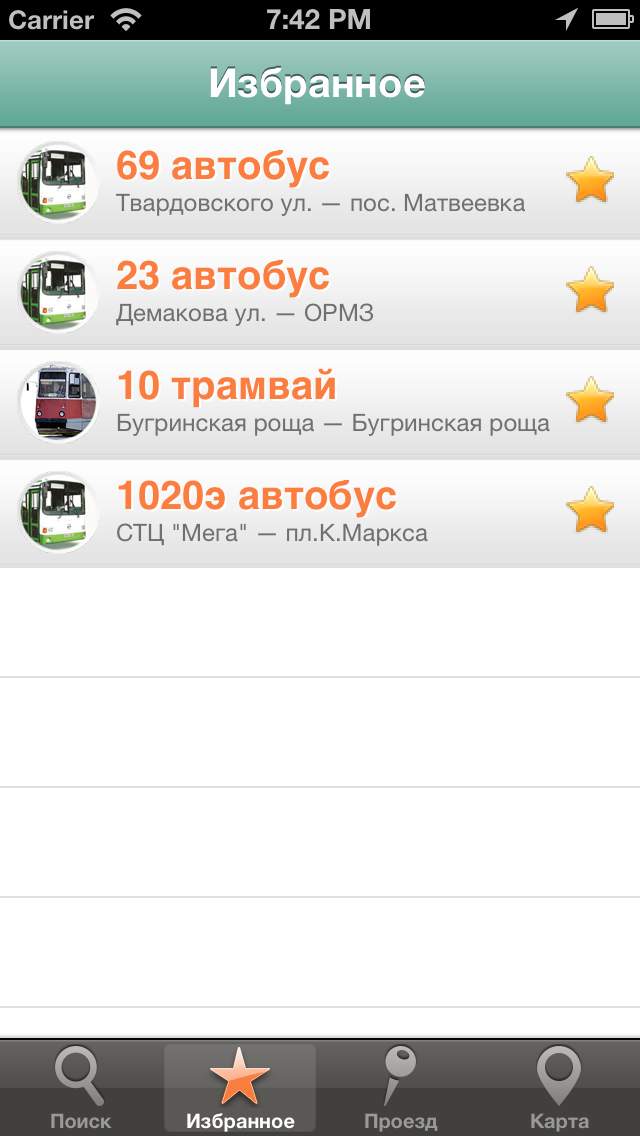 Carrier 7:42 PM
Избранное
69 автобус
Твардовского ул. — пос. Матвеевка
23 автобус
Демакова ул. — ОРМЗ
10 трамвай
Бугринская роща — Бугринская роща
1020э автобус
СТЦ "Мега" — пл.К.Маркса
Поиск Избранное Проезд Карта